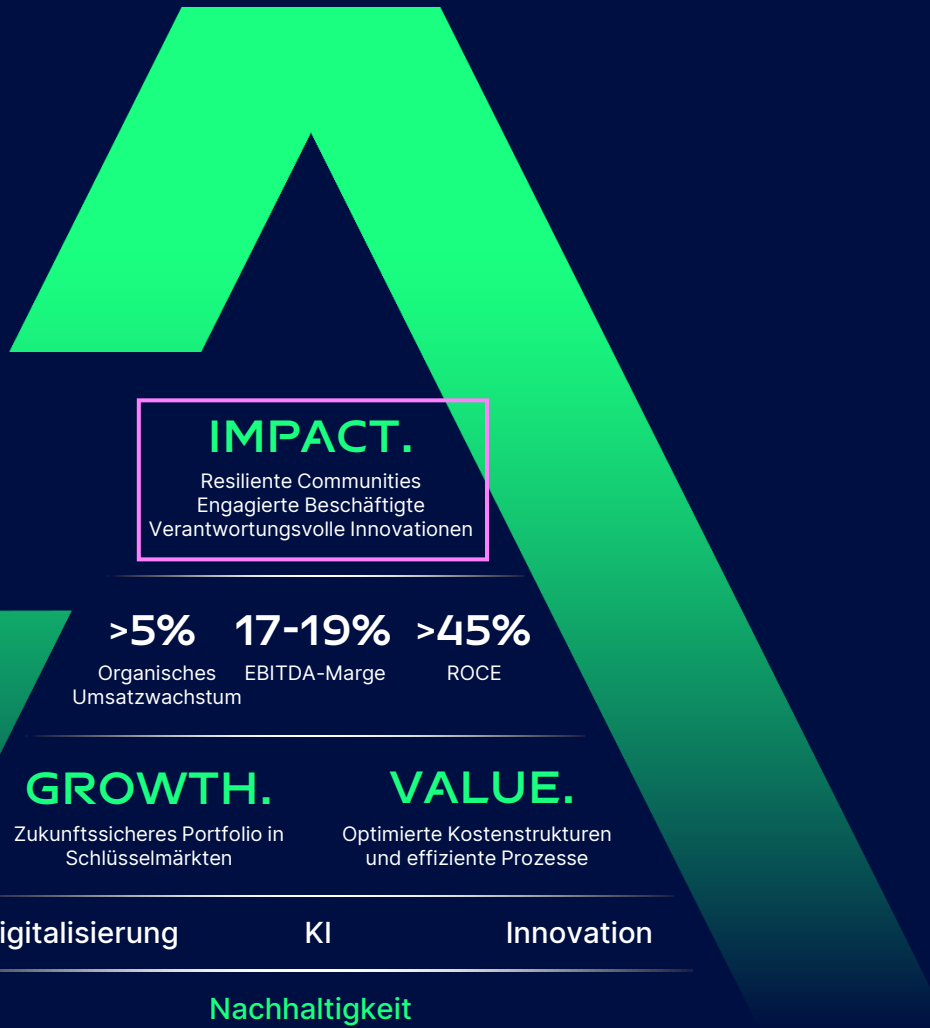 IMPACT.
Resiliente Communities
Engagierte Beschäftigte
Verantwortungsvolle Innovationen
>5% 17-19% >45%
Organisches EBITDA-Marge ROCE
Umsatzwachstum
GROWTH. VALUE.
Zukunftssicheres Portfolio in Optimierte Kostenstrukturen
Schlüsselmärkten und effiziente Prozesse
igitalisierung KI Innovation
Nachhaltigkeit